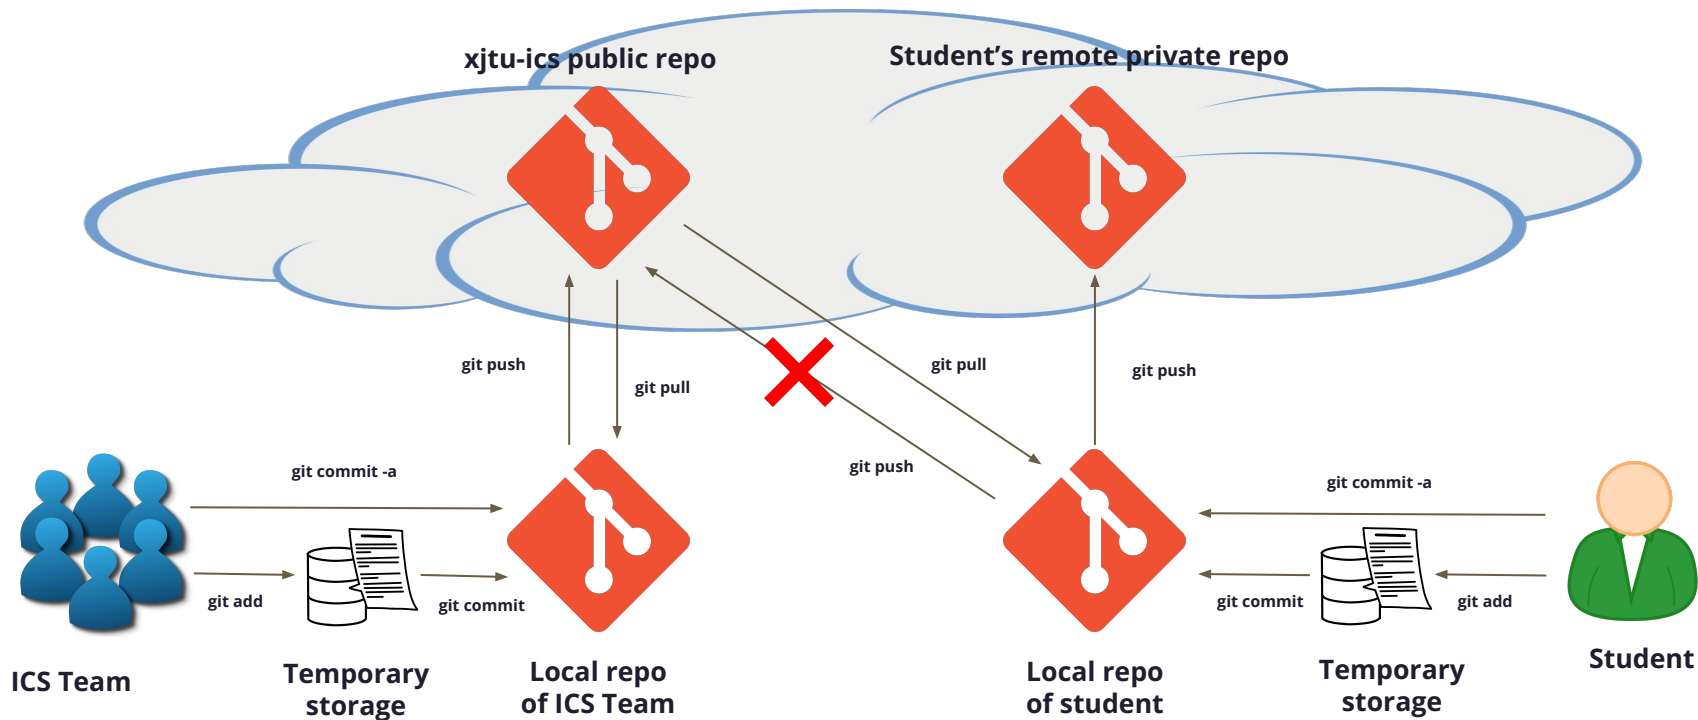 xjtu-ics public repo
Student’s remote private repo
git push
git pull
git pull
git push
git push
git commit -a
git commit -a
git add
git commit
git commit
git add
ICS Team
Temporary
storage
Local repo
of ICS Team
Local repo
of student
Temporary
storage
Student